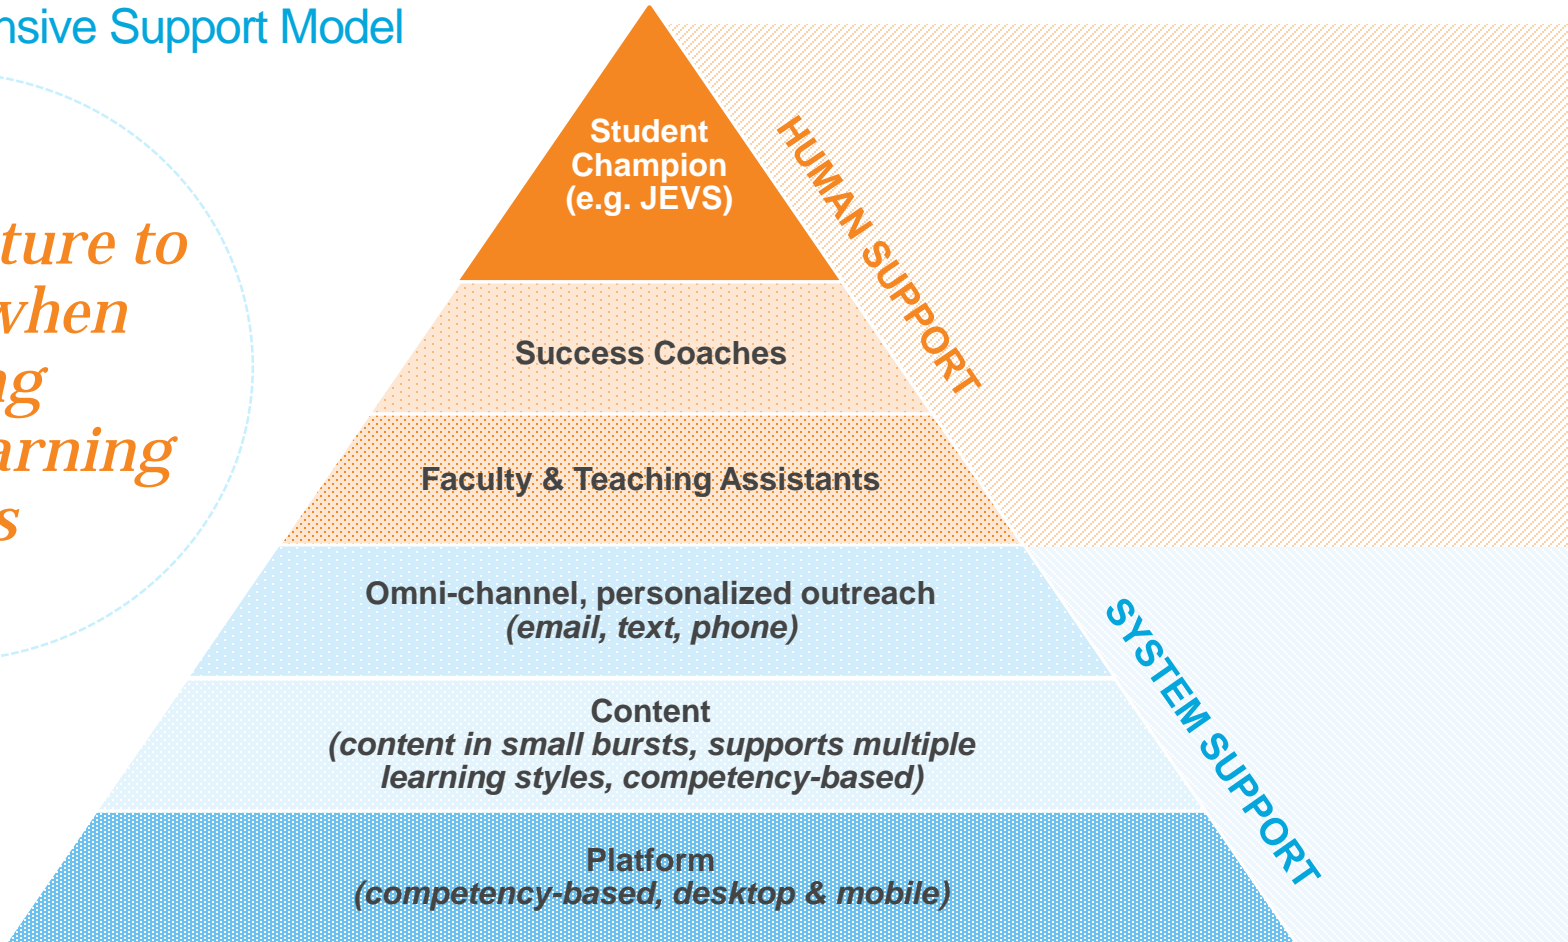 nsive Support Model
ture to
when
ng
arning
s
Student
Champion
(e.g. JEVS)
HUMAN SUPPORT
Success Coaches
Faculty & Teaching Assistants
Omni-channel, personalized outreach
(email, text, phone)
SYSTEM SUPPORT
Content
(content in small bursts, supports multiple
learning styles, competency-based)
Platform
(competency-based, desktop & mobile)